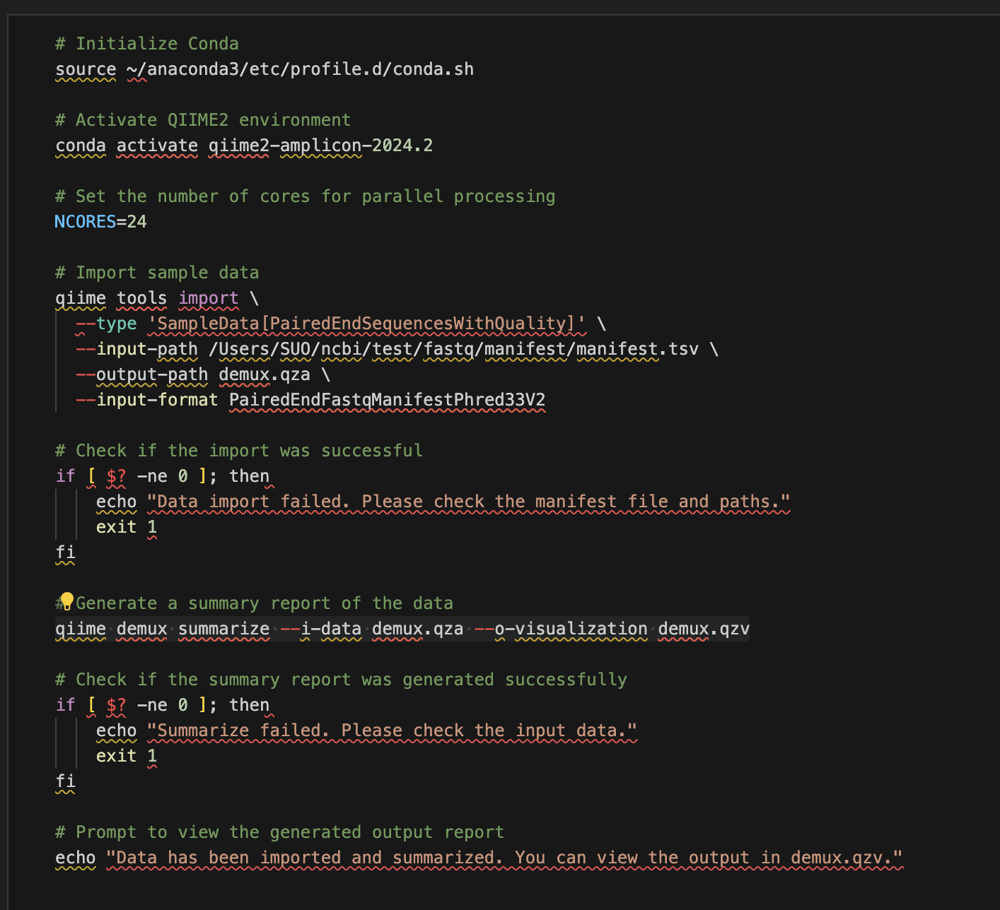 # Initialize Conda
source ~/anaconda3/etc/profile.d/conda.sh
# Activate QIIME2 environment
conda activate qiime2-amplicon-2024.2
# Set the number of cores for parallel processing
NCORES=24
# Import sample data
qiime tools import \
--type 'SampleData[PairedEndSequencesWithQuality]' \
--input-path /Users/SUO/ncbi/test/fastq/manifest/manifest.tsv \
--output-path demux.qza \
--input-format PairedEndFastqManifestPhred33V2
# Check if the import was successful
if [ $? -ne 0 ]; then
echo "Data import failed. Please check the manifest file and paths."
exit 1
fi
# Generate a summary report of the data
qiime demux summarize --i-data demux.qza --o-visualization demux.qzv
# Check if the summary report was generated successfully
if [ $? -ne 0 ]; then
echo "Summarize failed. Please check the input data."
exit 1
fi
# Prompt to view the generated output report
echo "Data has been imported and summarized. You can view the output in demux.qzv."